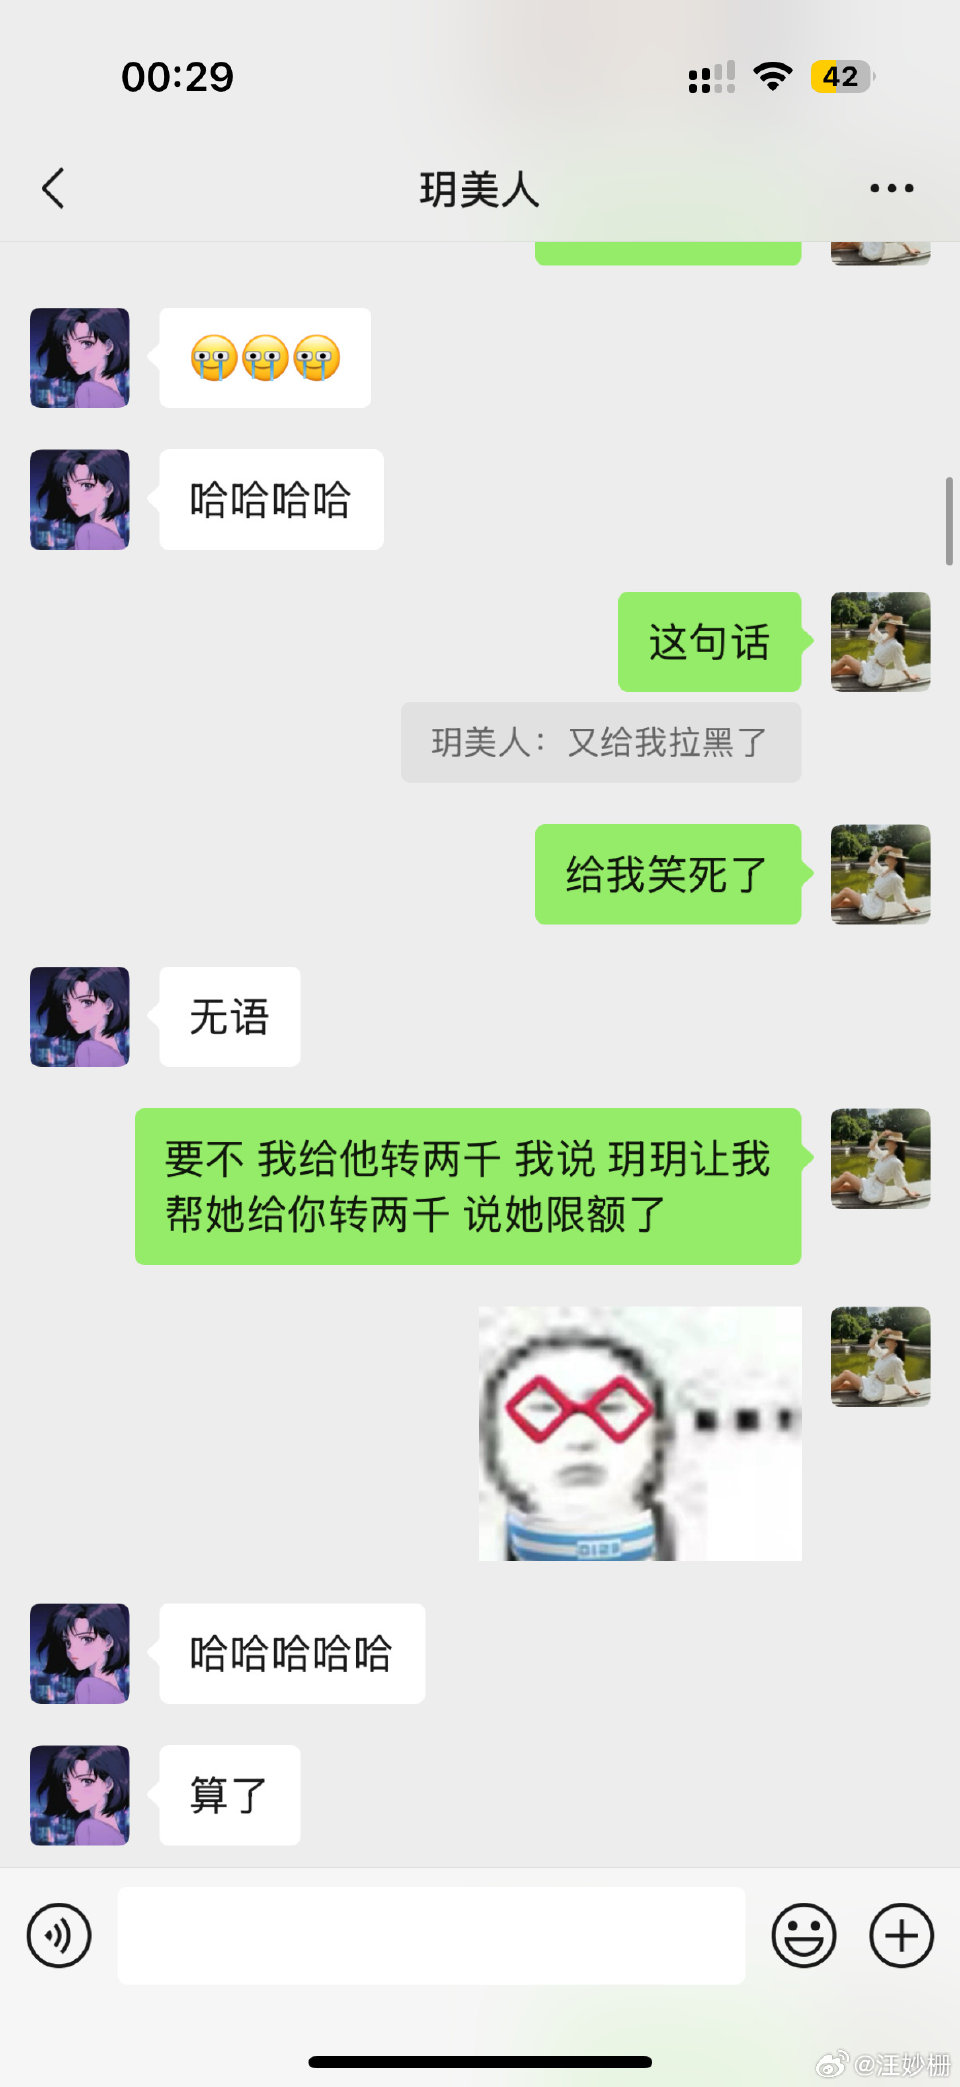 00:29
42
玥美人
哈哈哈哈
这句话
玥美人：又给我拉黑了
给我笑死了
无语
要不 我给他转两千 我说 玥玥让我
帮她给你转两千 说她限额了
0129
哈哈哈哈哈
算了
@汪妙栅